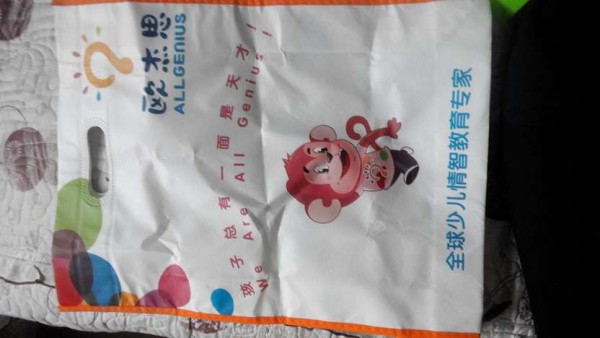 欧杰思
ALLGENIUS
孩子总有一面是天才!
We Are All Genius!
全球少儿情智教育专家